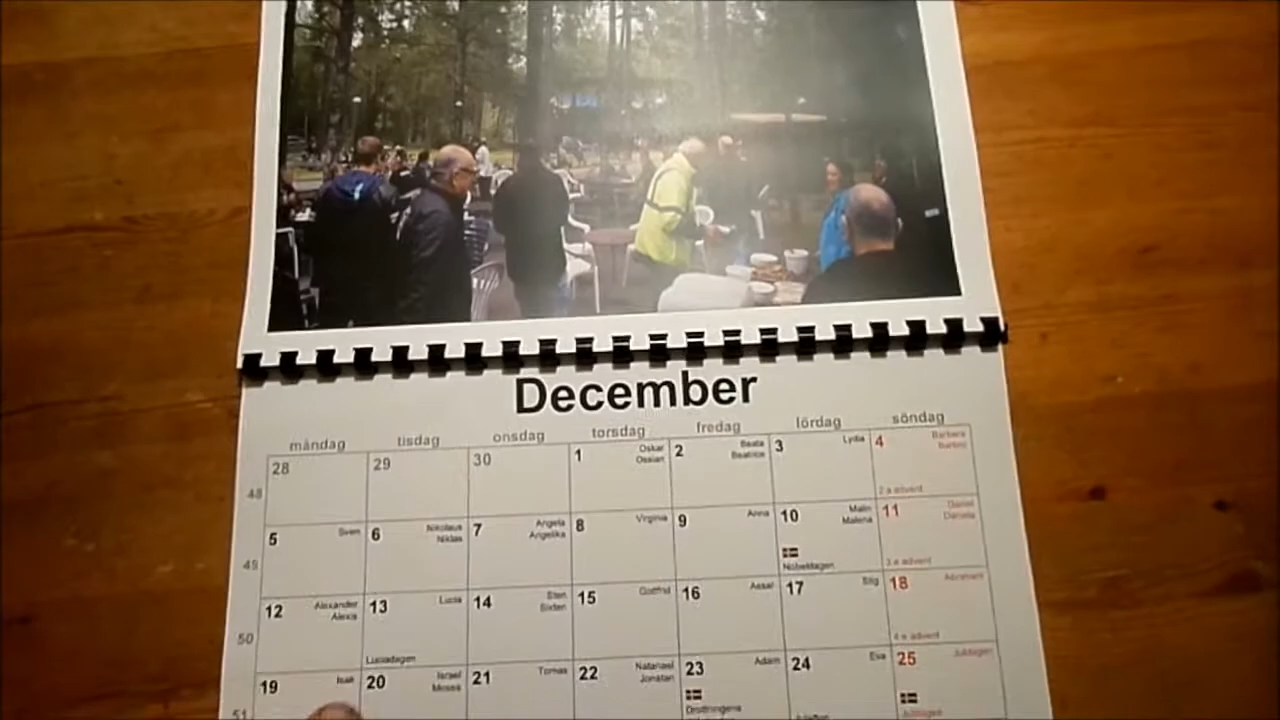 December
måndag tisdag onsdag torsdag fredag lördag söndag
48
28 29 30 1 Oskar Ossian 2 Beata Beatrice 3 Lydia 4 Barbara Barbro
2:a advent
49
5 Sven 6 Nikolaus Niklas 7 Angela Angelika 8 Virginia 9 Anna 10 Malin Malena 11 Daniel Daniela
Nobeldagen 3:e advent
50
12 Alexander Alexis 13 Lucia 14 Sten Sixten 15 Gottfrid 16 Assar 17 Stig 18 Abraham
Luciadagen 4:e advent
51
19 Isak 20 Israel Moses 21 Tomas 22 Natanael Jonatan 23 Adam 24 Eva 25 Juldagen
Drottningens Julafton Juldagen